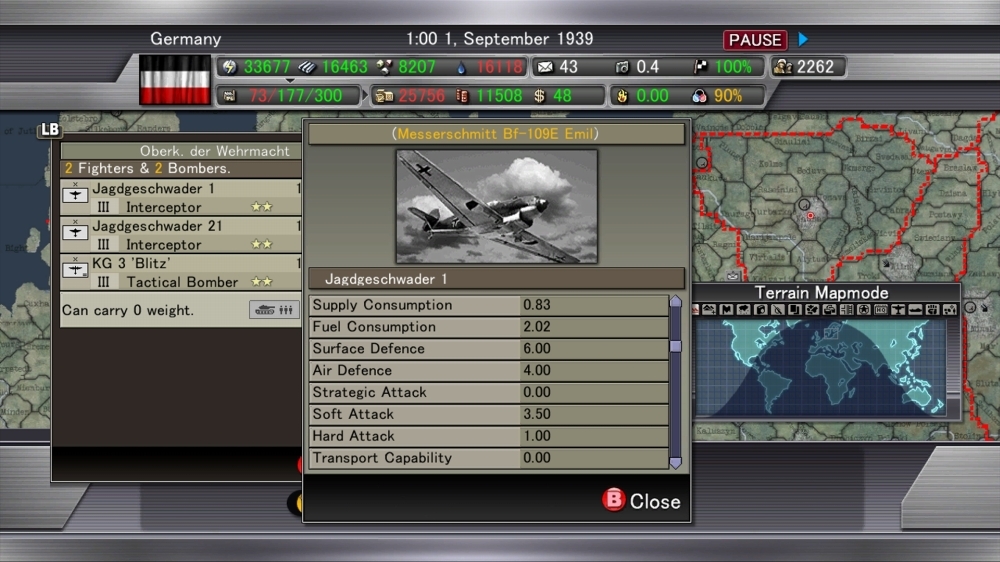 Germany
1:00 1, September 1939
PAUSE
33677 16463 8207 16118 43 0.4 100% 2262
73/177/300 25756 11508 48 0.00 90%
LB
Oberk. der Wehrmacht
2 Fighters & 2 Bombers.
Jagdgeschwader 1 1
III Interceptor
Jagdgeschwader 21 1
III Interceptor
KG 3 'Blitz' 1
III Tactical Bomber
Can carry 0 weight.
(Messerschmitt Bf-109E Emil)
Jagdgeschwader 1
Supply Consumption 0.83
Fuel Consumption 2.02
Surface Defence 6.00
Air Defence 4.00
Strategic Attack 0.00
Soft Attack 3.50
Hard Attack 1.00
Transport Capability 0.00
B Close
Terrain Mapmode